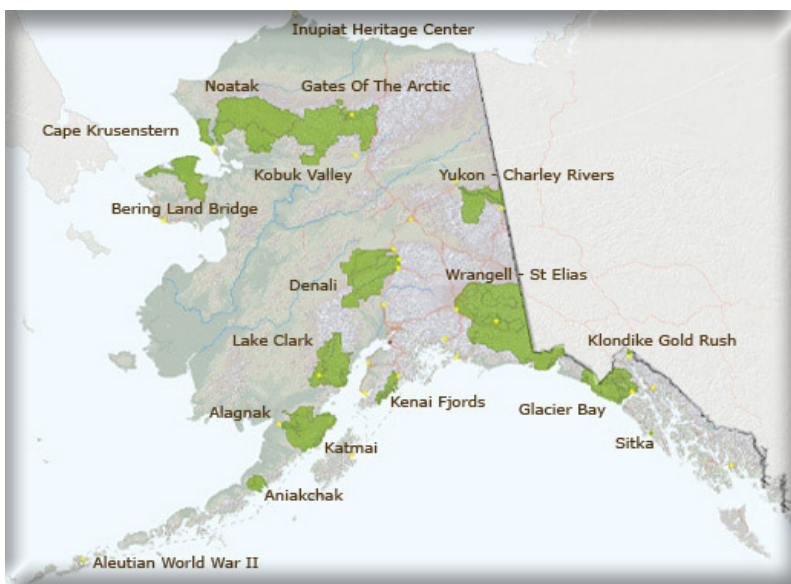 Inupiat Heritage Center
Noatak
Gates Of The Arctic
Cape Krusenstern
Kobuk Valley
Yukon - Charley Rivers
Bering Land Bridge
Denali
Wrangell - St Elias
Lake Clark
Klondike Gold Rush
Kenai Fjords
Glacier Bay
Alagnak
Sitka
Katmai
Aniakchak
Aleutian World War II